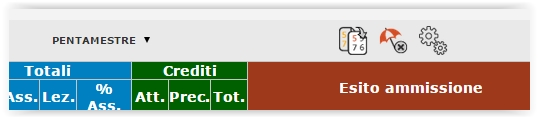 PENTAMESTRE ▼
Totali Crediti
Ass. Lez. % Ass. Att. Prec. Tot. Esito ammissione